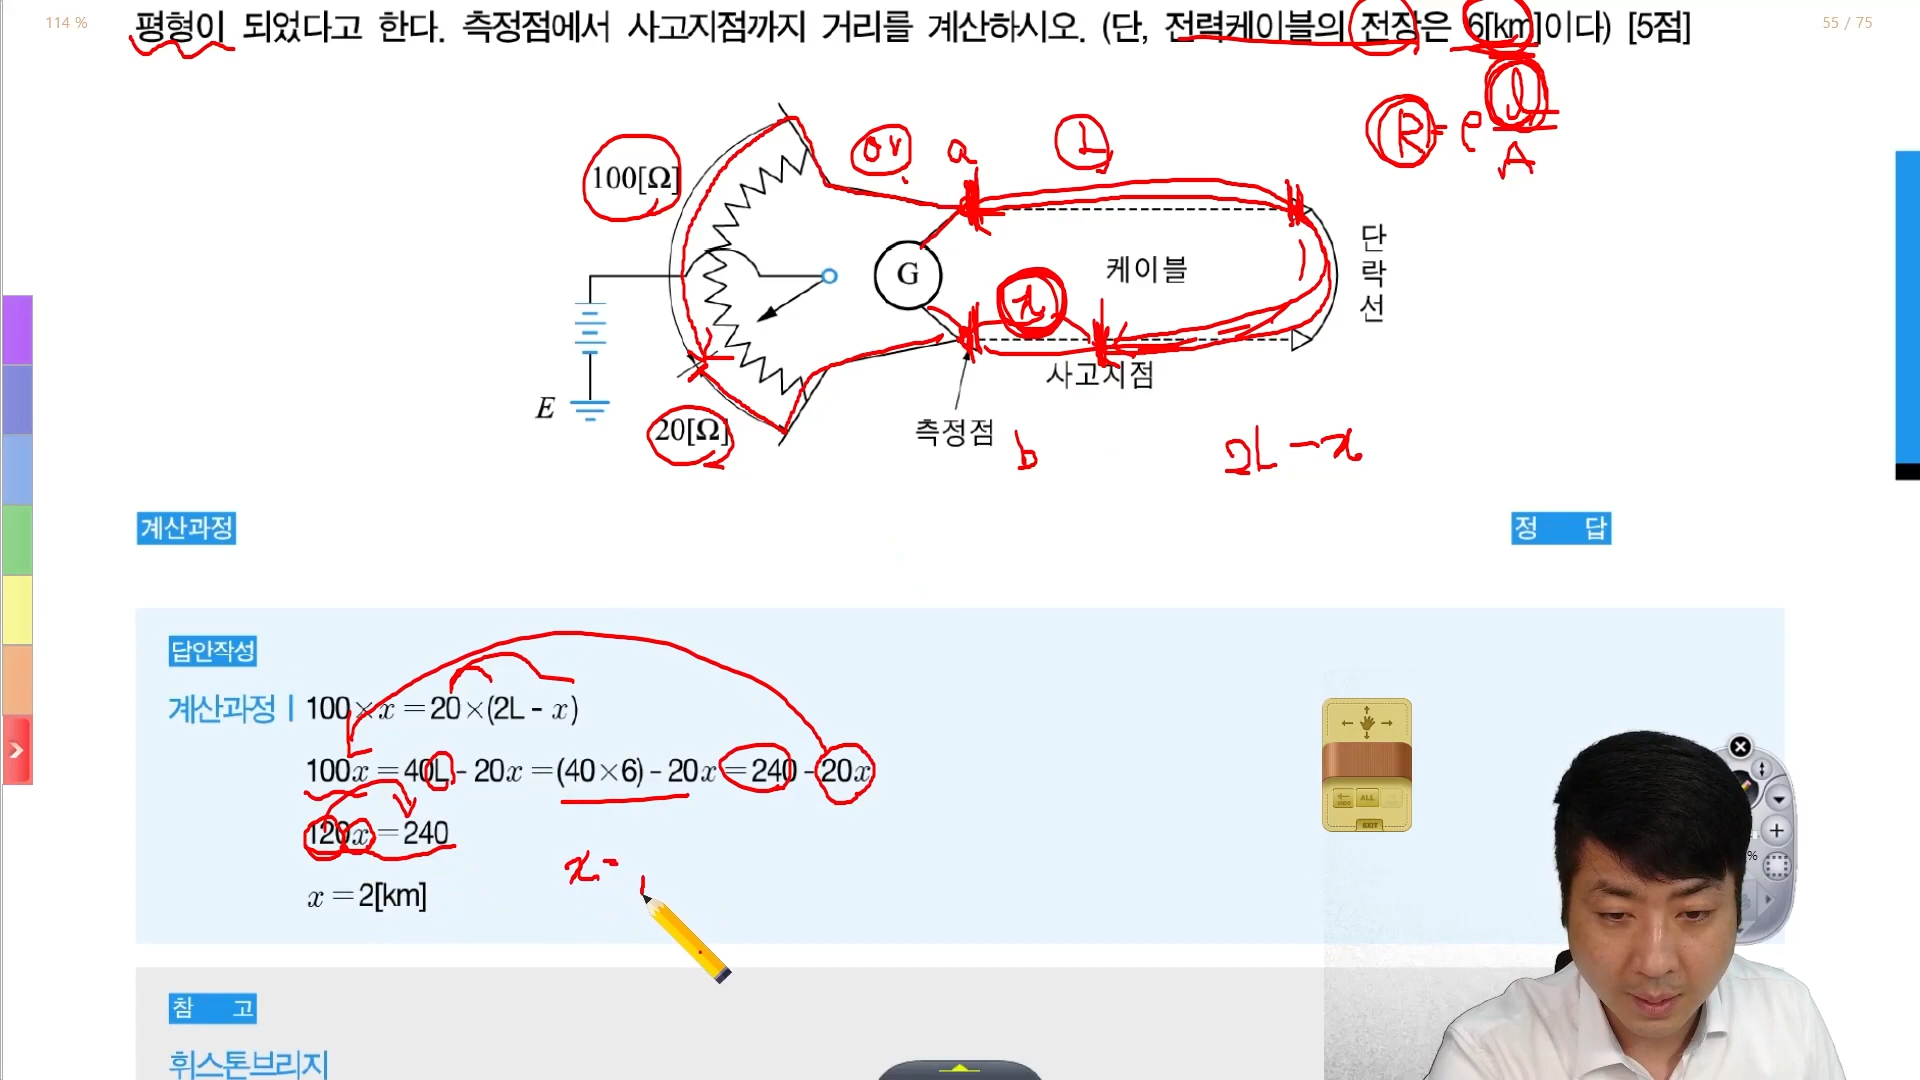 114 %
55 / 75
평형이 되었다고 한다. 측정점에서 사고지점까지 거리를 계산하시오. (단, 전력케이블의 전장은 6[km]이다) [5점]
R = ρ l/A
100[Ω]
0V
a
L
G
x
케이블
단락선
사고지점
E
20[Ω]
측정점
b
2L - x
계산과정
정 답
답안작성
계산과정 | 100×x = 20×(2L - x)
100x = 40L - 20x = (40×6) - 20x = 240 - 20x
120x = 240
x =
x = 2[km]
ALL
EXIT
%
참 고
휘스톤브리지